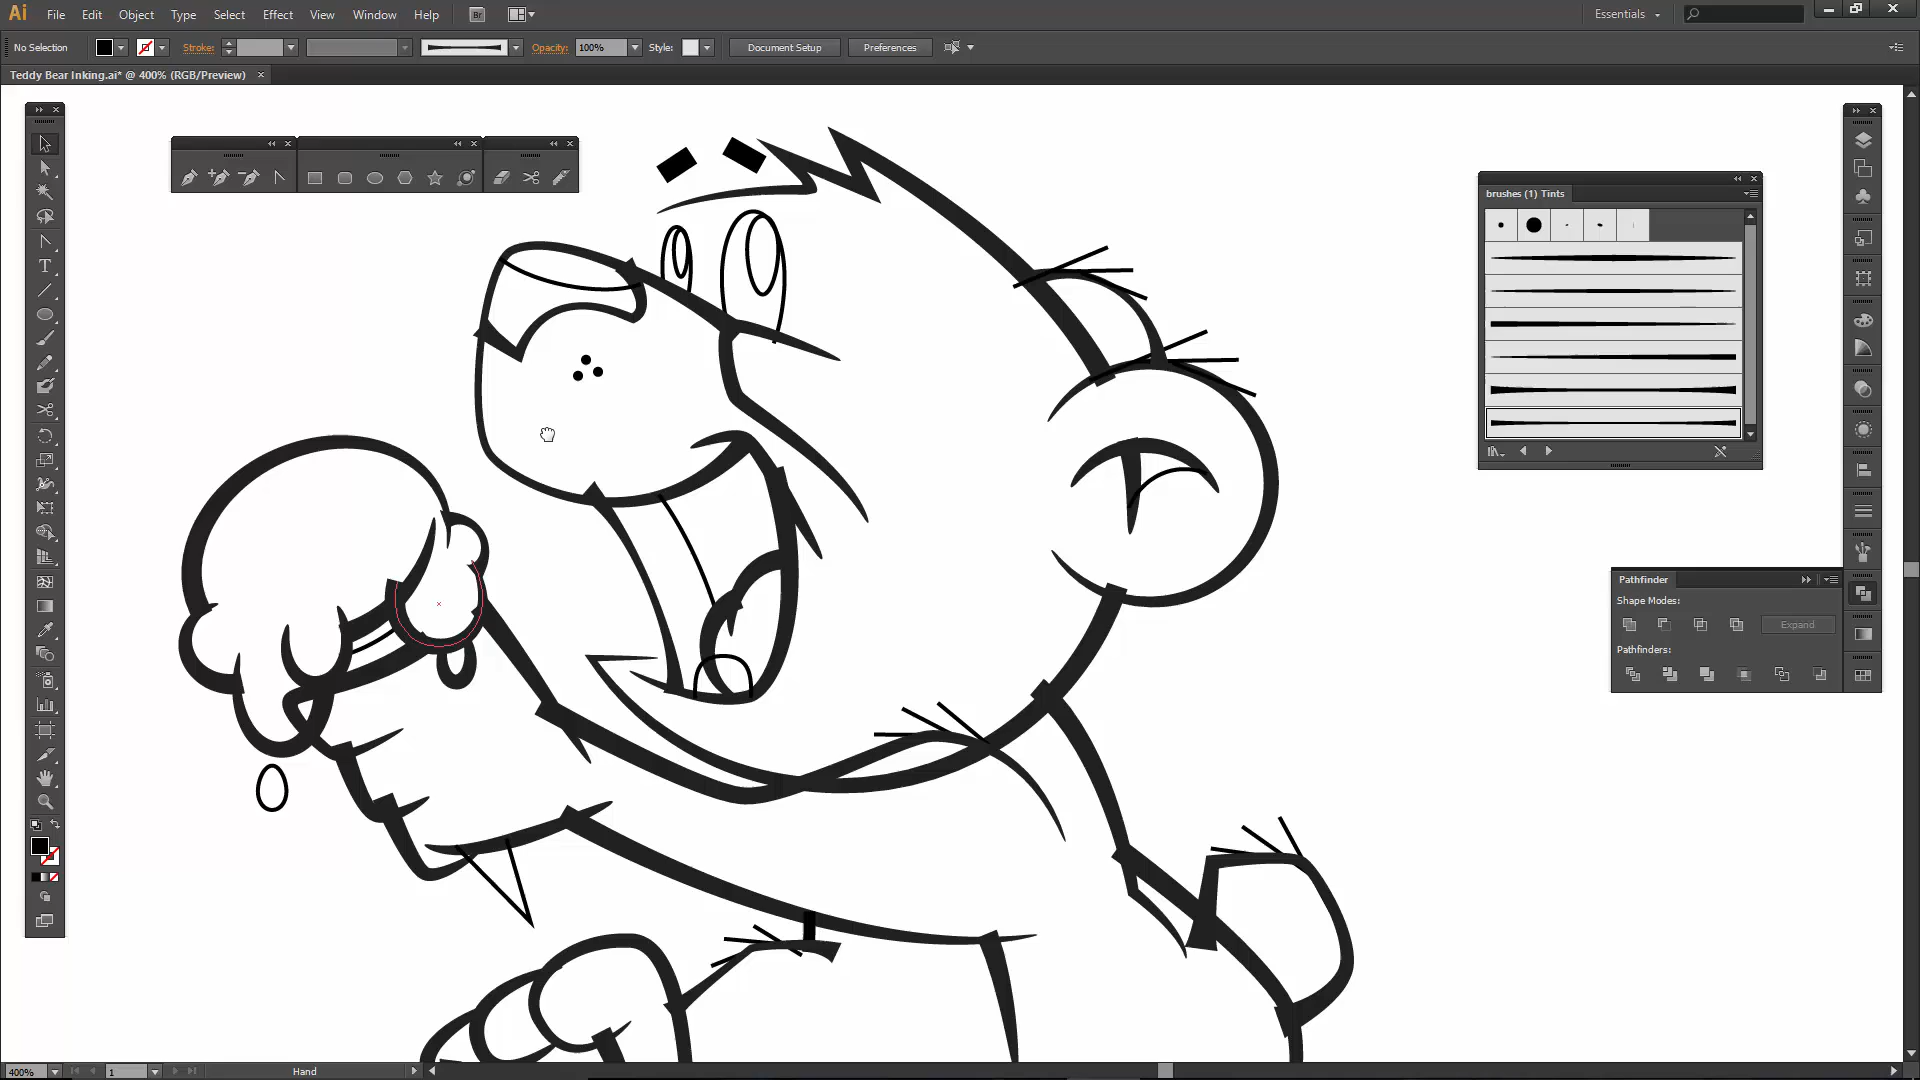 Ai File Edit Object Type Select Effect View Window Help Br Essentials
No Selection Stroke: Opacity: 100% Style: Document Setup Preferences
Teddy Bear Inking.ai* @ 400% (RGB/Preview)
brushes (1) Tints
Pathfinder
Shape Modes:
Expand
Pathfinders:
400% 1 Hand